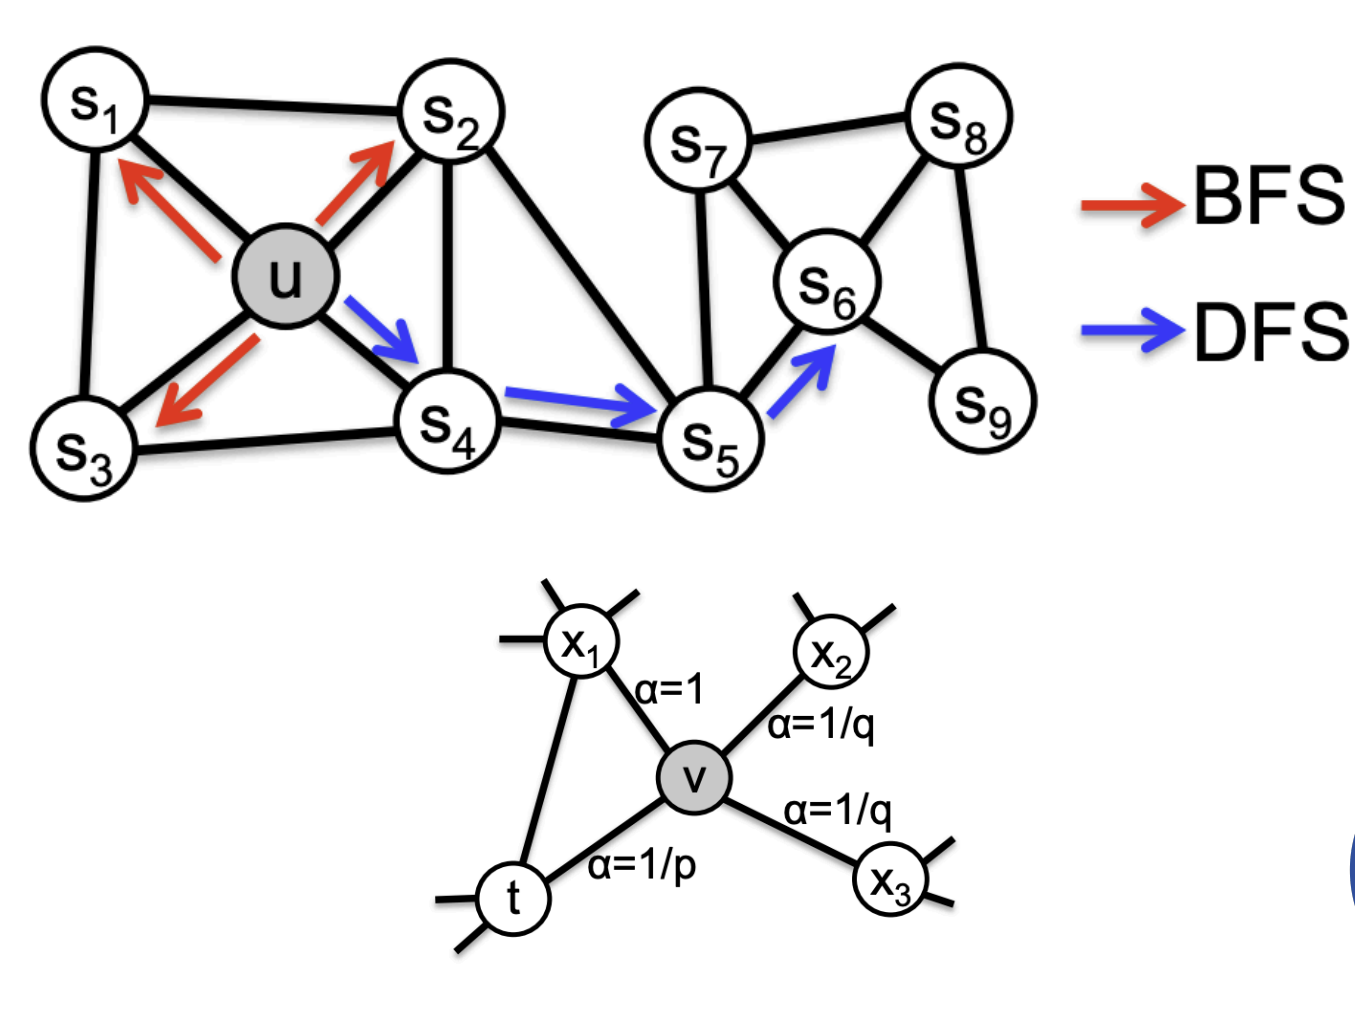 s1
s2
s7
s8
BFS
u
s6
DFS
s3
s4
s5
s9
x1
x2
α=1
α=1/q
v
α=1/q
α=1/p
t
x3